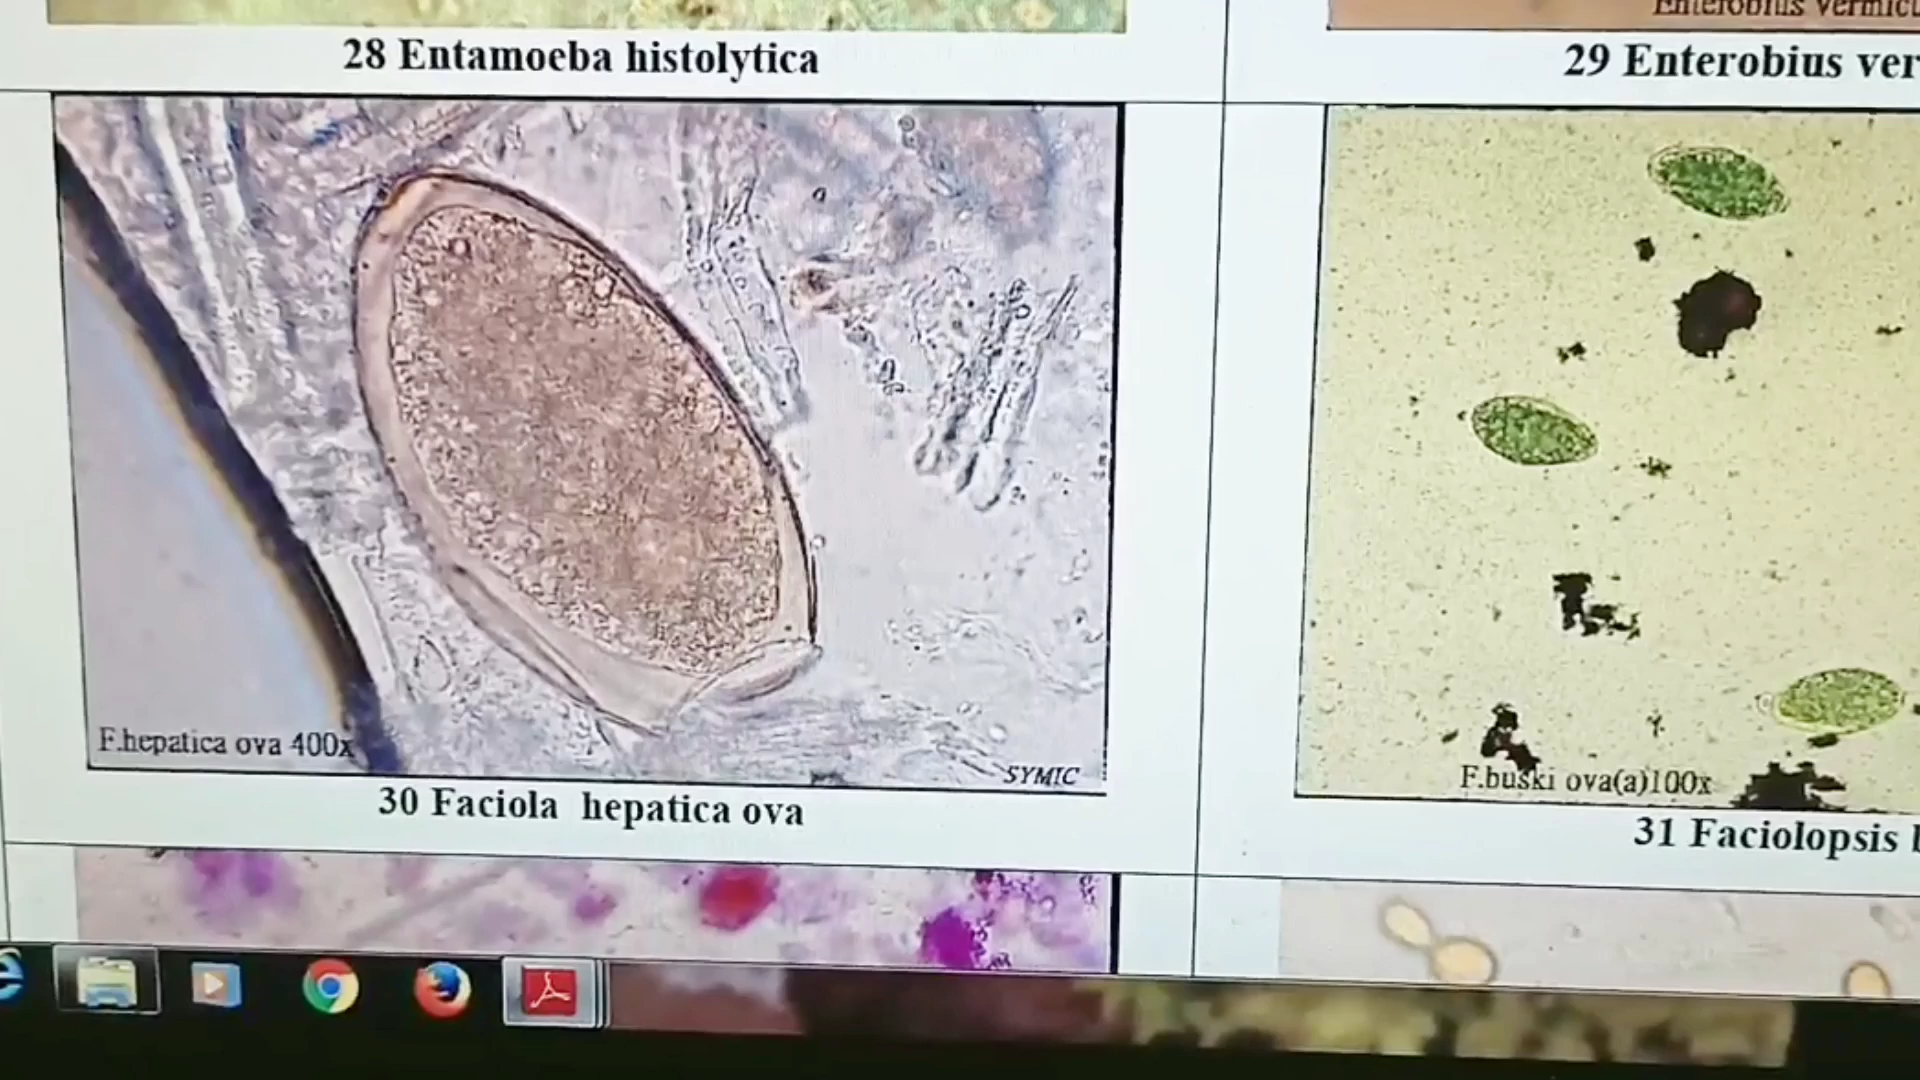 28 Entamoeba histolytica
29 Enterobius ver
F.hepatica ova 400x
SYMIC
30 Faciola hepatica ova
F.buski ova(a)100x
31 Faciolopsis